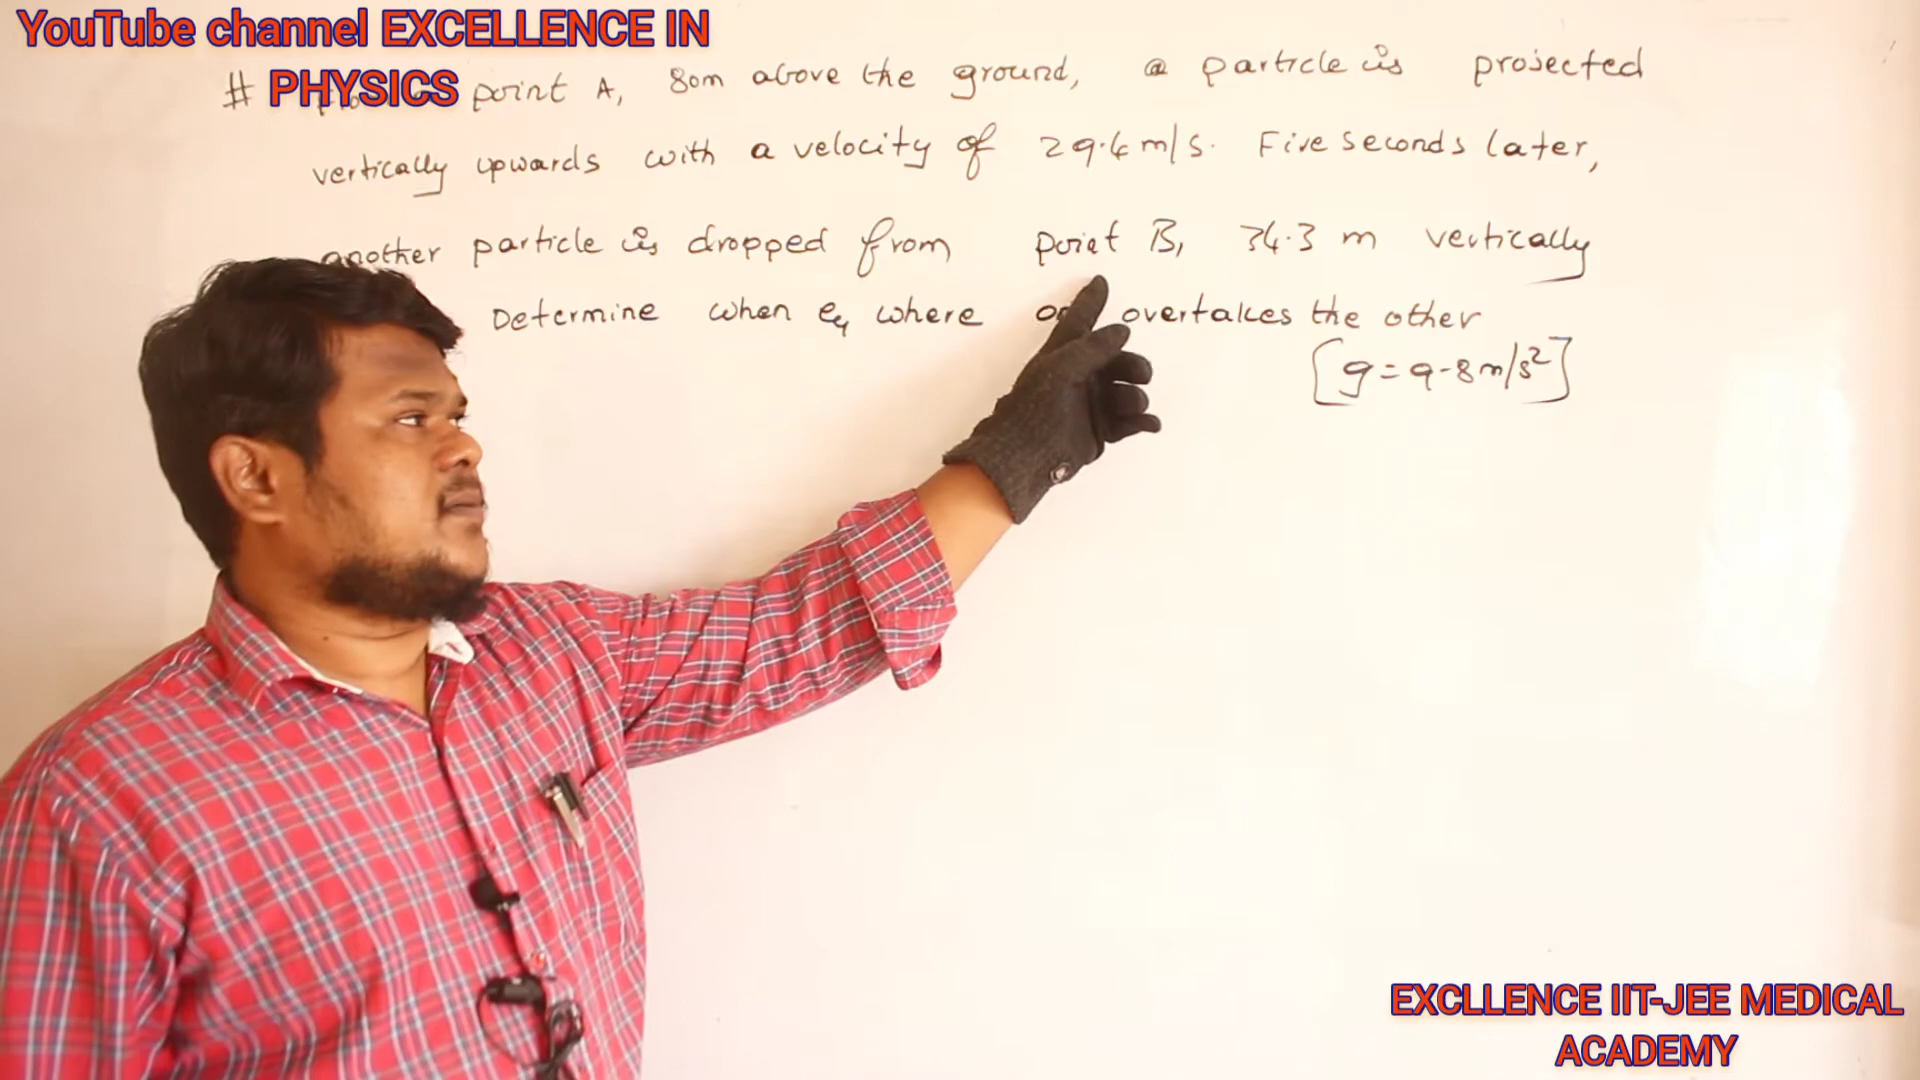 YouTube channel EXCELLENCE IN
PHYSICS
# point A, 80m above the ground, a particle is projected
vertically upwards with a velocity of 29.4 m/s. Five seconds later,
another particle is dropped from point B, 34.3 m vertically
Determine when & where overtakes the other
[g = 9.8 m/s²]
EXCLLENCE IIT-JEE MEDICAL
ACADEMY